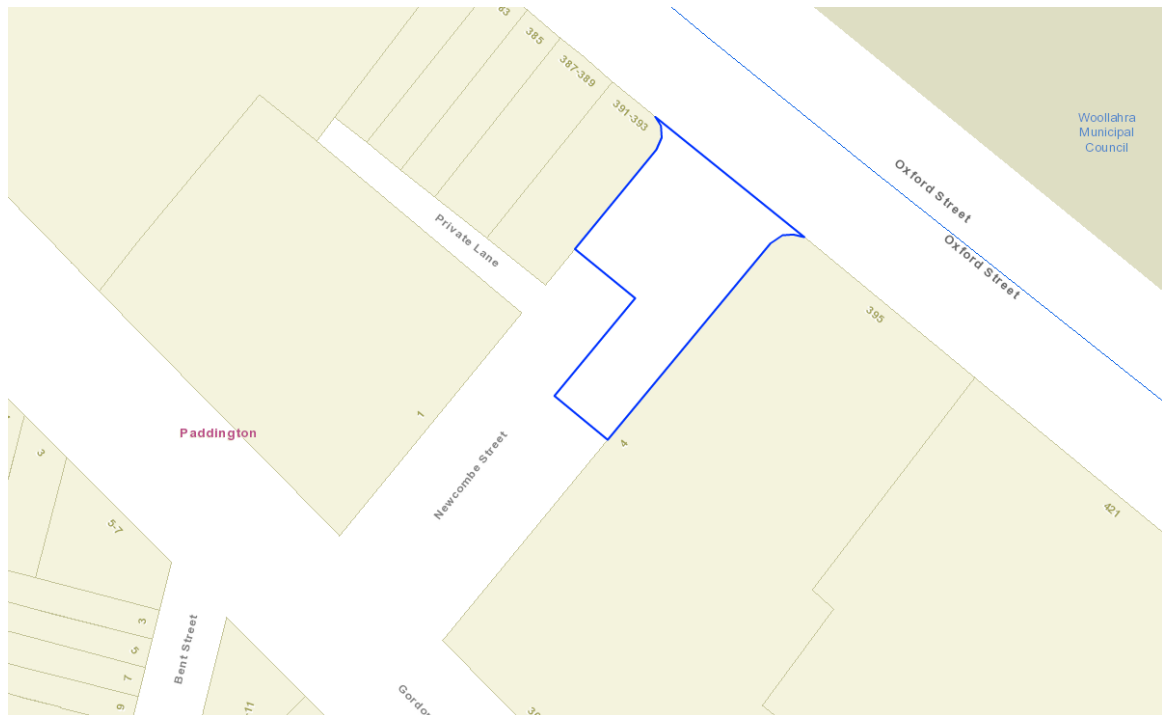 385
387-389
391-393
Woollahra
Municipal
Council
Oxford Street
Oxford Street
Private Lane
395
1
Paddington
4
Newcombe Street
3
421
5-7
3
5
Bent Street
7
9